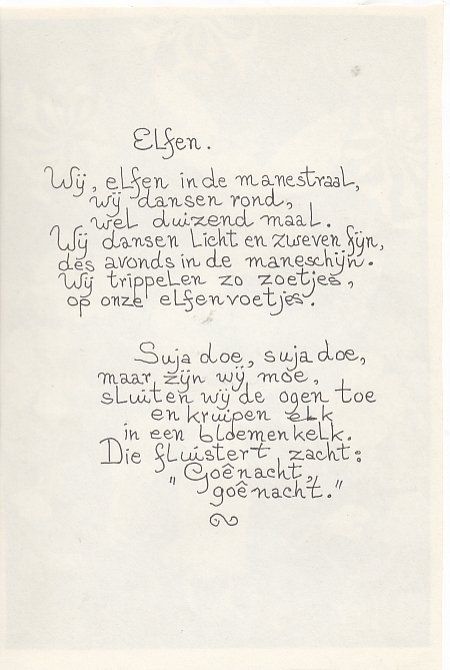 Elfen.
Wij, elfen in de manestraal,
wij dansen rond,
wel duizend maal.
Wij dansen licht en zweven fijn,
des avonds in de maneschijn.
Wij trippelen zo zoetjes,
op onze elfenvoetjes.
Suja doe, suja doe,
maar zijn wij moe,
sluiten wij de ogen toe
en kruipen elk
in een bloemenkelk.
Die fluistert zacht:
„Goênacht,
goênacht.”